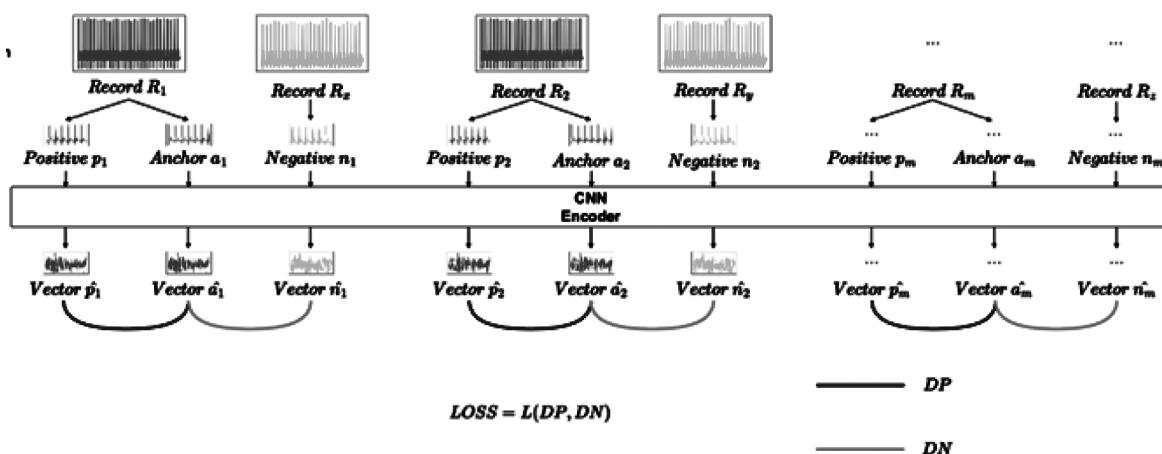 ... ...
Record R₁ Record Rₓ Record R₂ Record Rᵧ Record Rₘ Record R_z
... ... ...
Positive p₁ Anchor a₁ Negative n₁ Positive p₂ Anchor a₂ Negative n₂ Positive pₘ Anchor aₘ Negative nₘ
CNN
Encoder
... ... ...
Vector p̂₁ Vector â₁ Vector n̂₁ Vector p̂₂ Vector â₂ Vector n̂₂ Vector p̂ₘ Vector âₘ Vector n̂ₘ
DP
LOSS = L(DP, DN)
DN